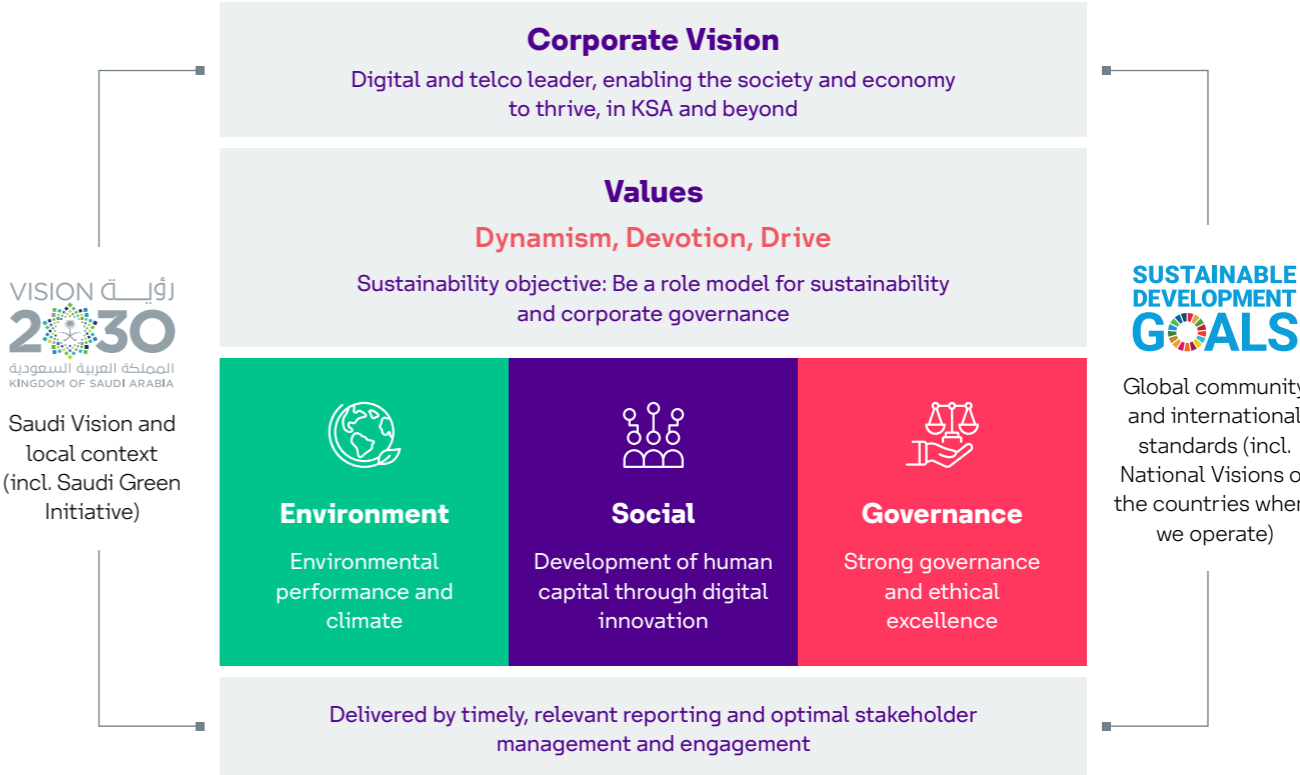 Corporate Vision
Digital and telco leader, enabling the society and economy
to thrive, in KSA and beyond
Values
Dynamism, Devotion, Drive
Sustainability objective: Be a role model for sustainability
and corporate governance
VISION رؤيــة
2030
المملكة العربية السعودية
KINGDOM OF SAUDI ARABIA
Saudi Vision and
local context
(incl. Saudi Green
Initiative)
Environment
Environmental
performance and
climate
Social
Development of human
capital through digital
innovation
Governance
Strong governance
and ethical
excellence
SUSTAINABLE
DEVELOPMENT
GOALS
Global community
and international
standards (incl.
National Visions o
the countries wher
we operate)
Delivered by timely, relevant reporting and optimal stakeholder
management and engagement